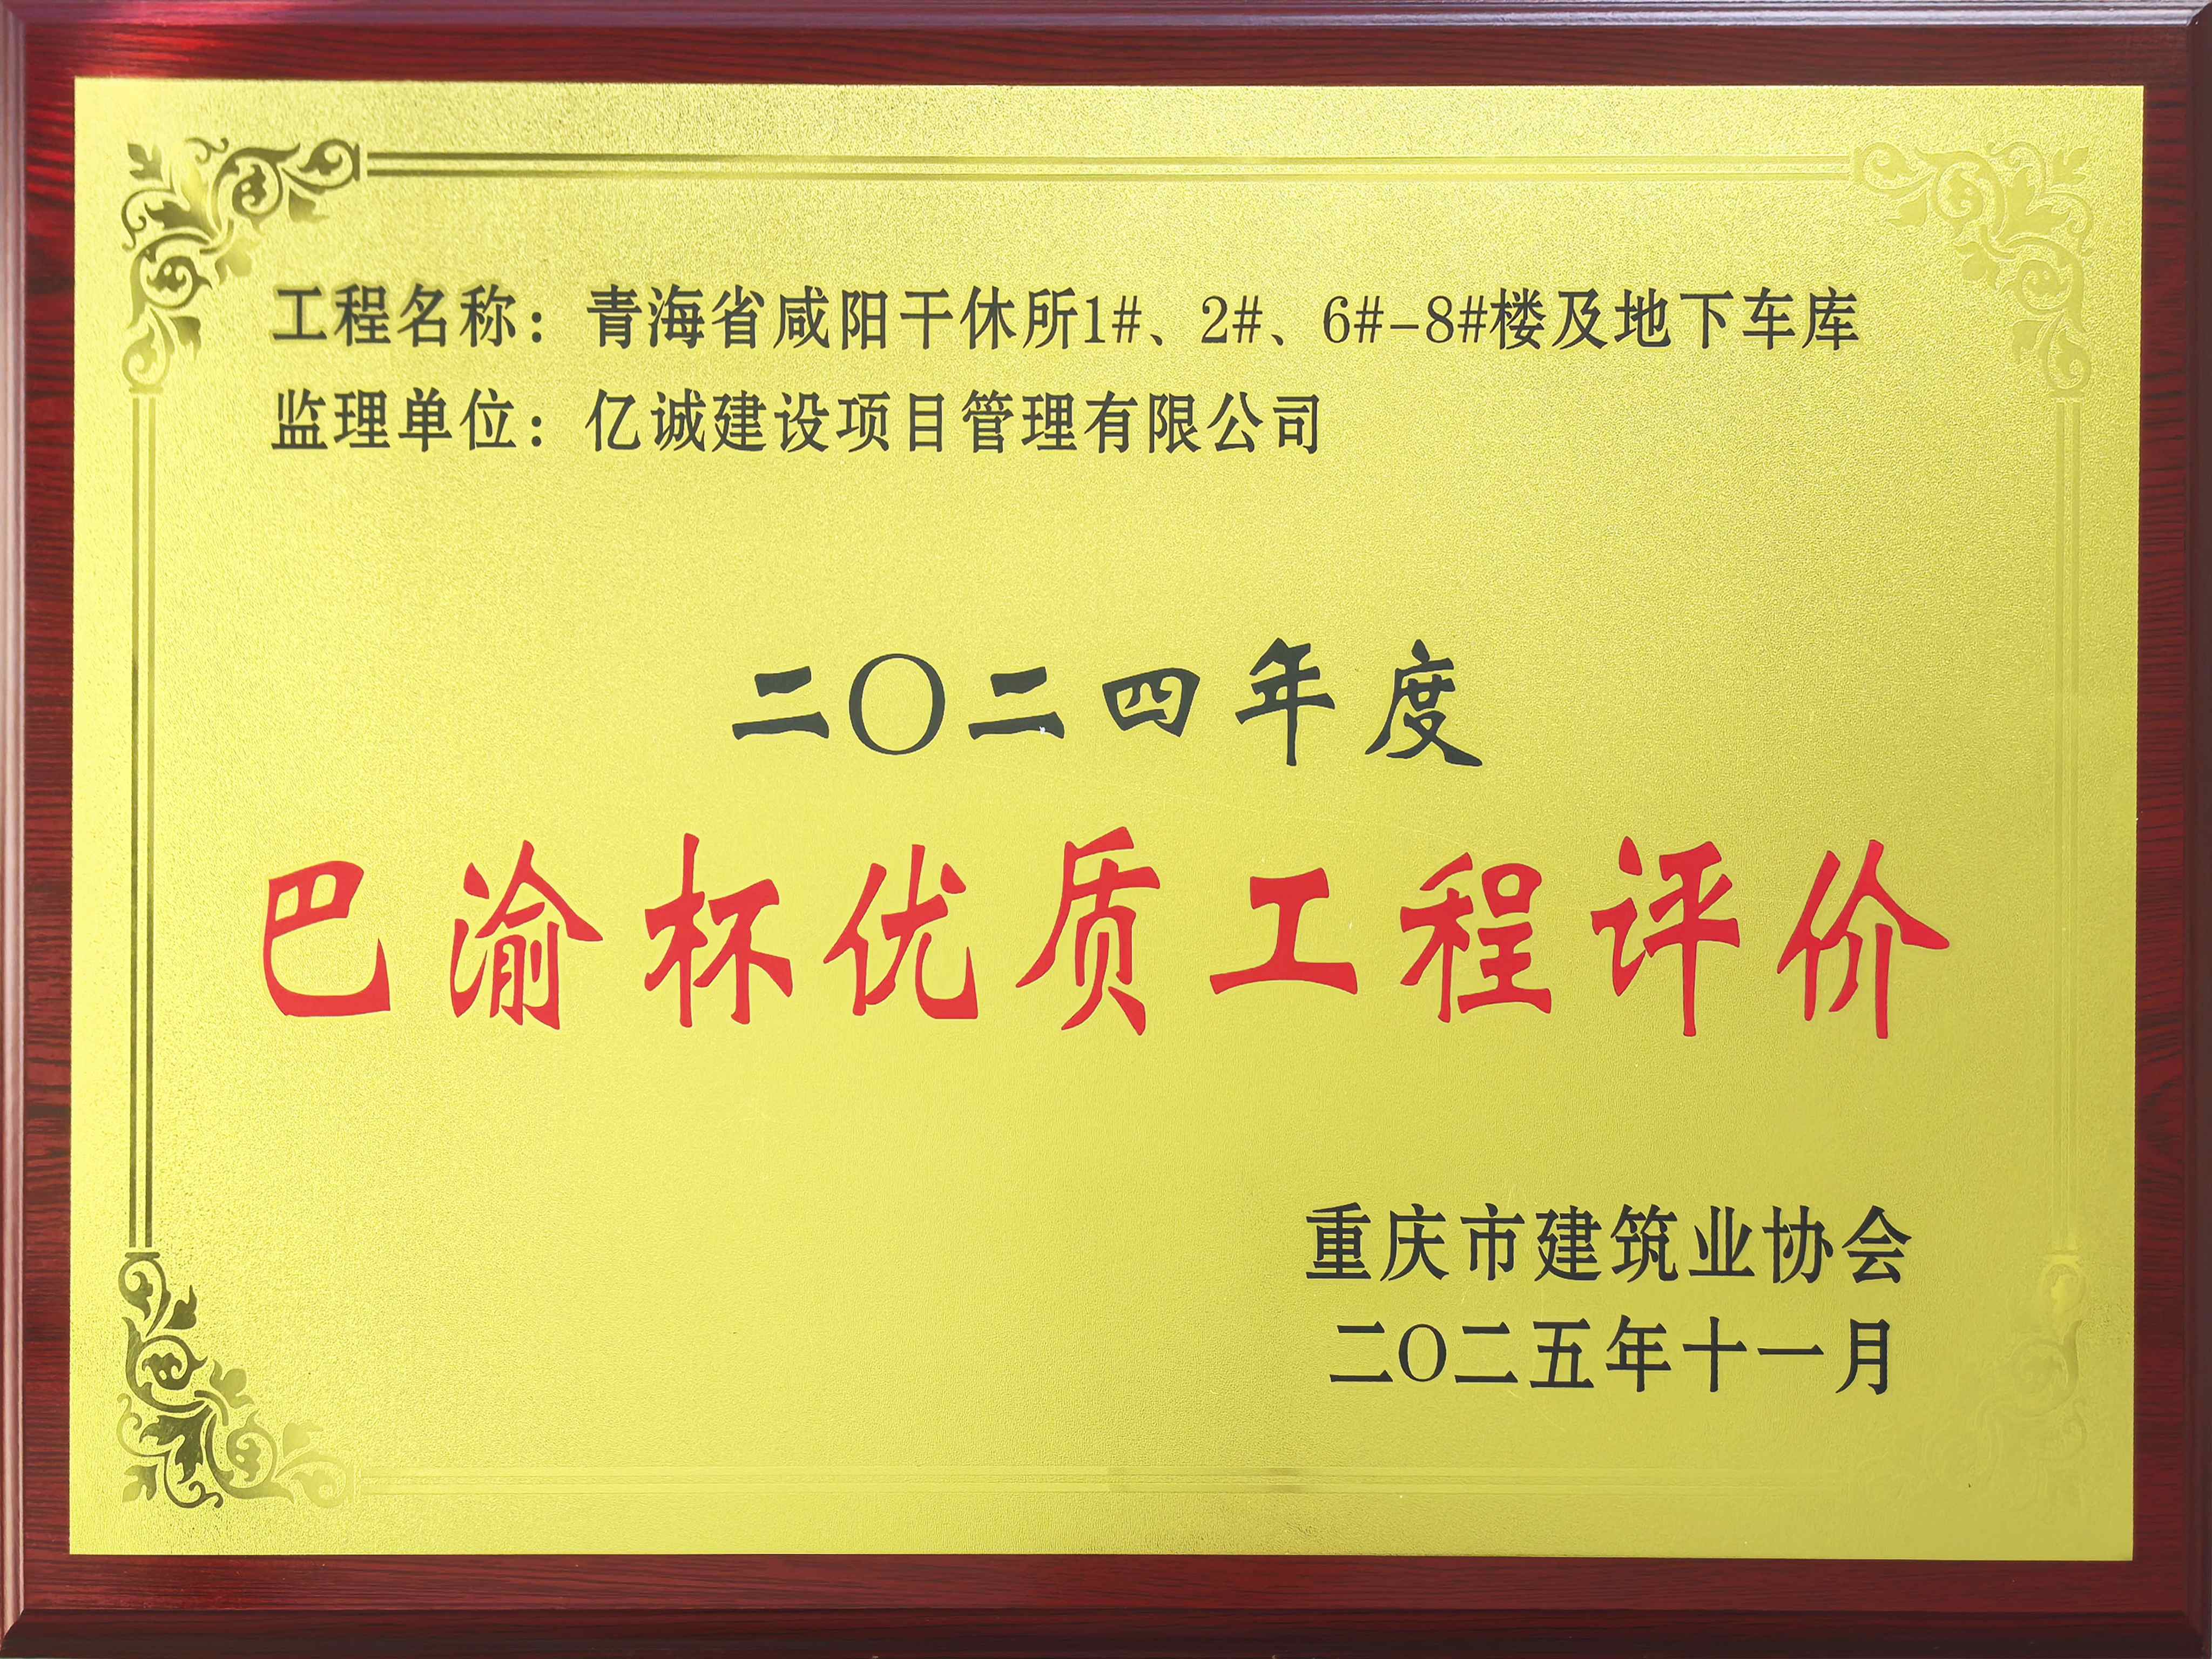 工程名称：青海省咸阳干休所1#、2#、6#-8#楼及地下车库
监理单位：亿诚建设项目管理有限公司
二〇二四年度
巴渝杯优质工程评价
重庆市建筑业协会
二〇二五年十一月